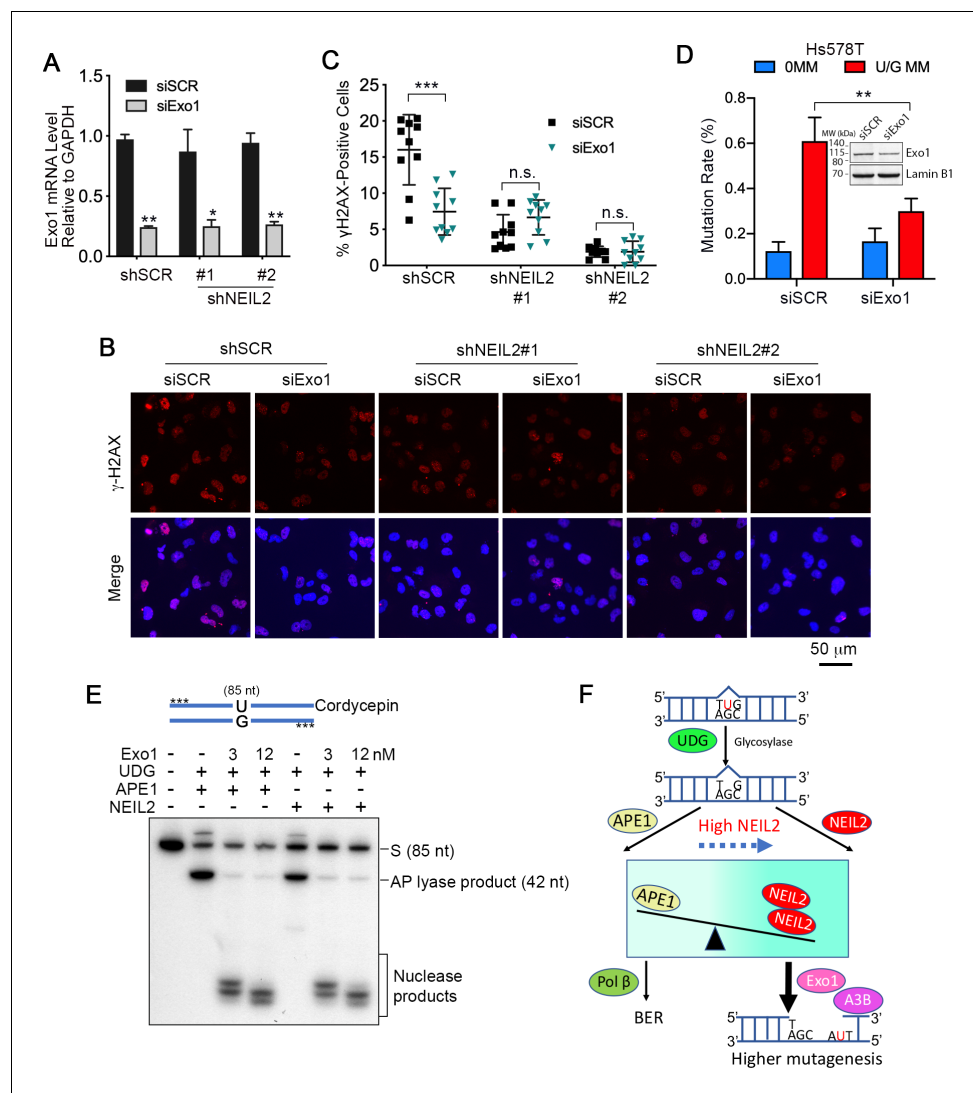 A
Exo1 mRNA Level
Relative to GAPDH
1.5
1.0
0.5
0.0
siSCR
siExo1
**
*
**
shSCR
#1
#2
shNEIL2
C
% γH2AX-Positive Cells
25
20
15
10
5
0
***
n.s.
n.s.
siSCR
siExo1
shSCR
shNEIL2
#1
shNEIL2
#2
D
Hs578T
0MM
U/G MM
Mutation Rate (%)
0.8
0.6
0.4
0.2
0.0
**
MW (kDa)
siSCR
siExo1
140-
115-
80-
70-
Exo1
Lamin B1
siSCR
siExo1
B
shSCR
shNEIL2#1
shNEIL2#2
siSCR
siExo1
siSCR
siExo1
siSCR
siExo1
γ-H2AX
Merge
50 μm
E
(85 nt)
***
U
Cordycepin
G
***
Exo1 - - 3 12 - 3 12 nM
UDG - + + + + + +
APE1 - + + + - - -
NEIL2 - - - - + + +
S (85 nt)
AP lyase product (42 nt)
Nuclease
products
F
5'
3'
TUG
AGC
3'
5'
UDG
Glycosylase
5'
3'
T G
AGC
3'
5'
APE1
High NEIL2
NEIL2
APE1
NEIL2
NEIL2
Pol β
BER
Exo1
A3B
5'
T
3'
3'
AGC
AUT
5'
Higher mutagenesis